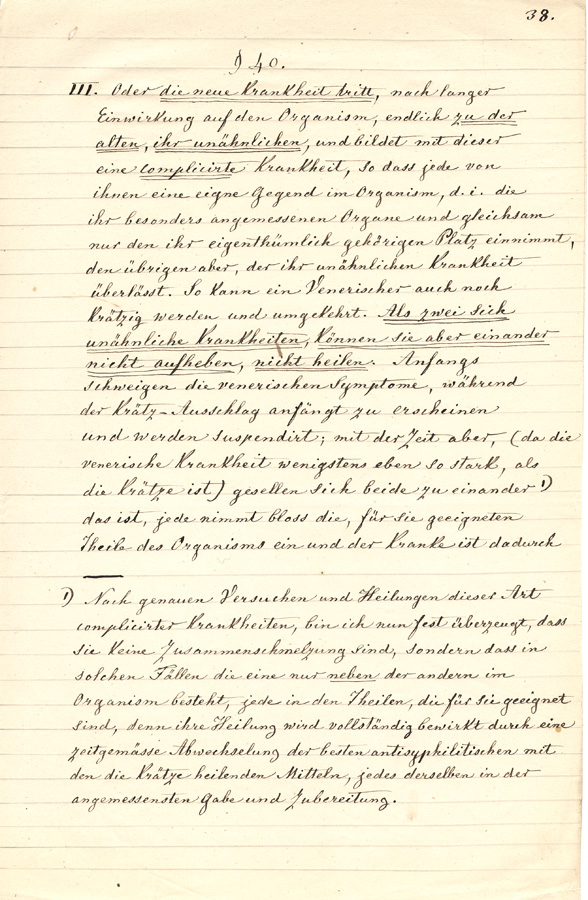 38.
§ 40.
III. Oder die neue Krankheit tritt, nach langer
Einwirkung auf den Organism, endlich zu der
alten, ihr unähnlichen, und bildet mit dieser
eine complicirte Krankheit, so dass jede von
ihnen eine eigne Gegend im Organism, d. i. die
ihr besonders angemessenen Organe und gleichsam
nur den ihr eigenthümlich gehörigen Platz einnimmt,
den übrigen aber, der ihr unähnlichen Krankheit
überlässt. So kann ein Venerischer auch noch
krätzig werden und umgekehrt. Als zwei sich
unähnliche Krankheiten, können sie aber einander
nicht aufheben, nicht heilen. Anfangs
schweigen die venerischen Symptome, während
der Krätz-Ausschlag anfängt zu erscheinen
und werden suspendirt; mit der Zeit aber, (da die
venerische Krankheit wenigstens eben so stark, als
die Krätze ist) gesellen sich beide zu einander 1)
das ist, jede nimmt bloss die, für sie geeigneten
Theile des Organisms ein und der Kranke ist dadurch
1) Nach genauen Versuchen und Heilungen dieser Art
complicirter Krankheiten, bin ich nun fest überzeugt, dass
sie keine Zusammenschmelzung sind, sondern dass in
solchen Fällen die eine nur neben der andern im
Organism besteht, jede in den Theilen, die für sie geeignet
sind, denn ihre Heilung wird vollständig bewirkt durch eine
zeitgemässe Abwechselung der besten antisyphilitischen mit
den die Krätze heilenden Mitteln, jedes derselben in der
angemessensten Gabe und Zubereitung.